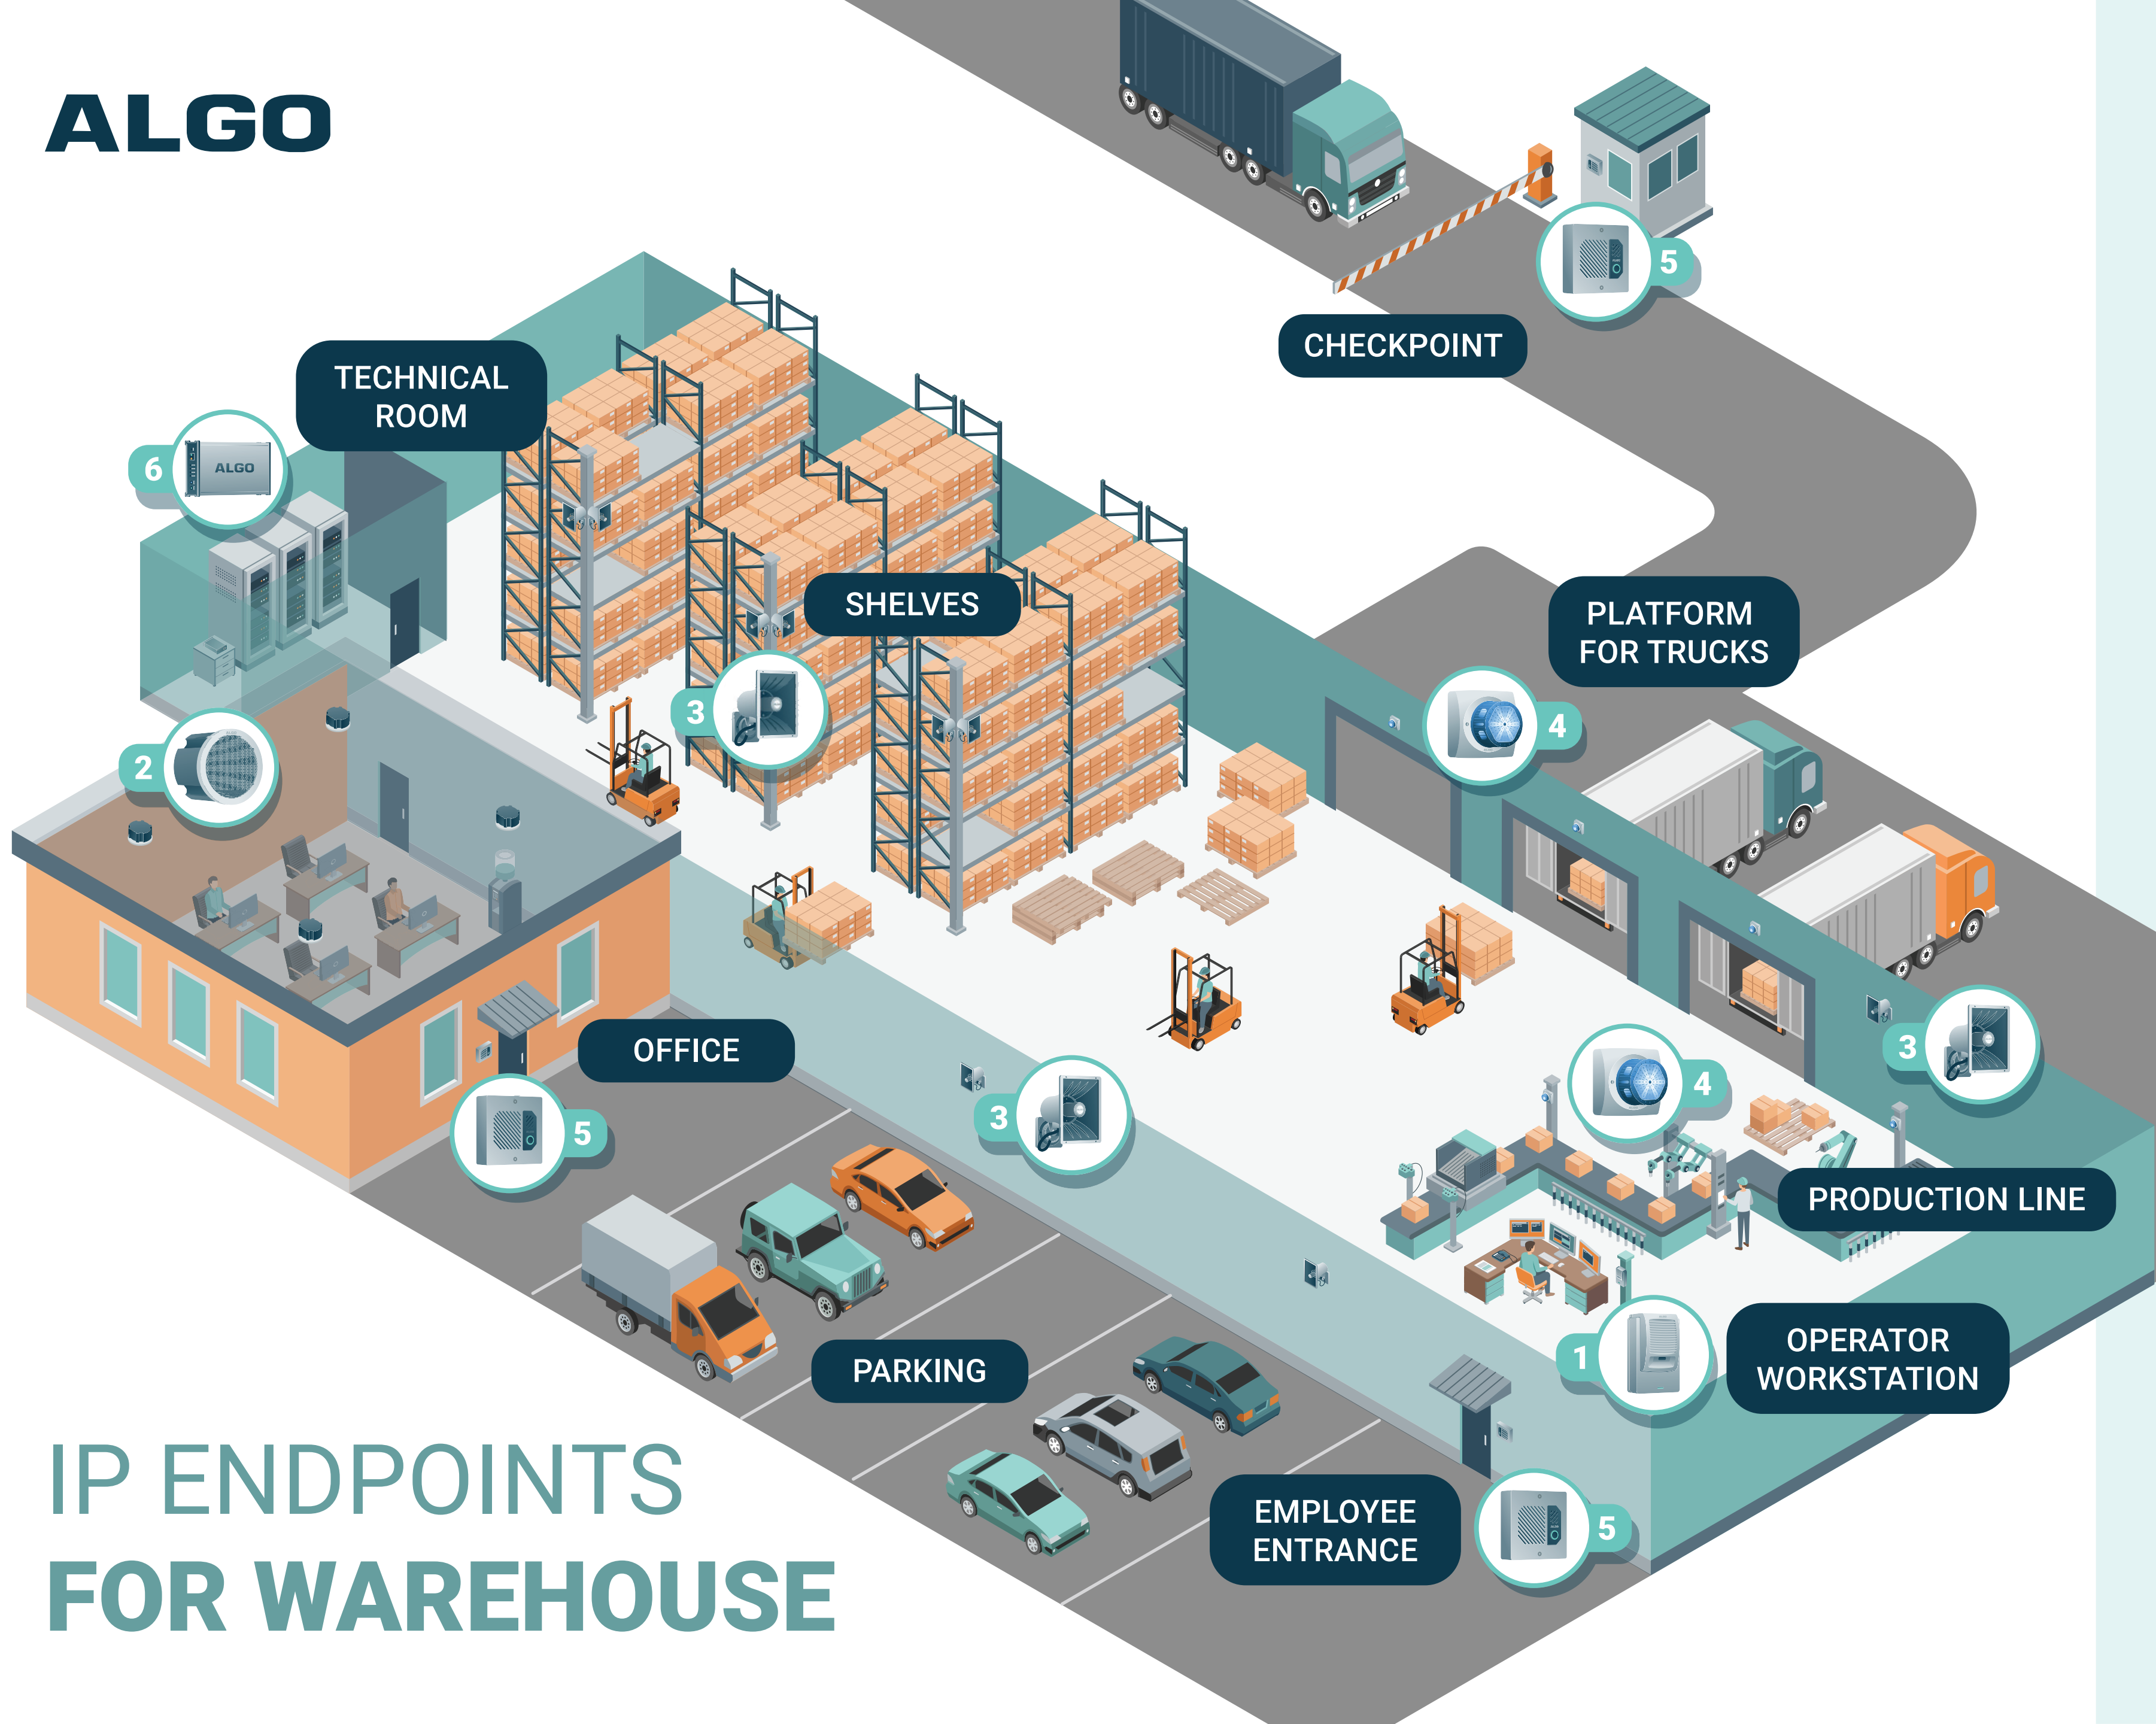 ALGO
5
CHECKPOINT
TECHNICAL
ROOM
6
ALGO
SHELVES
PLATFORM
FOR TRUCKS
3
4
2
OFFICE
3
4
3
5
PRODUCTION LINE
OPERATOR
WORKSTATION
1
PARKING
EMPLOYEE
ENTRANCE
5
IP ENDPOINTS
FOR WAREHOUSE